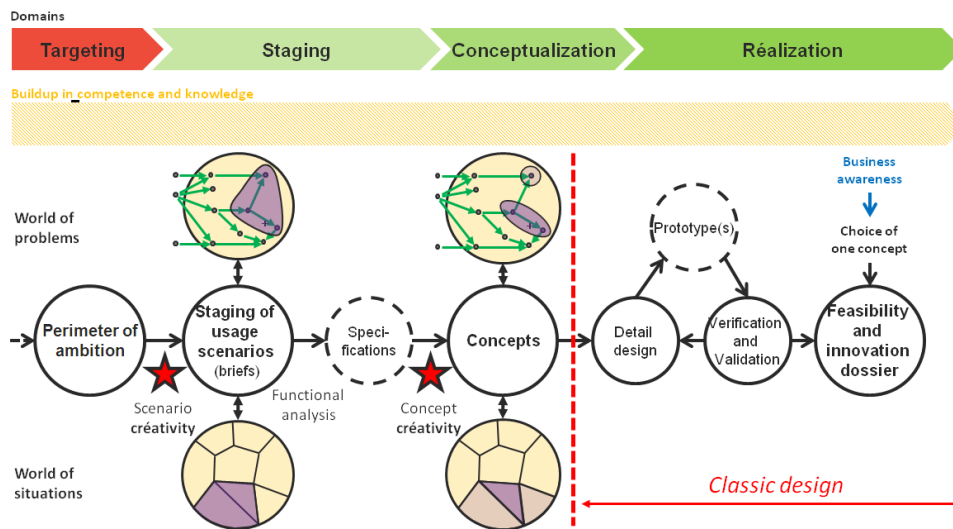 Domains
Targeting
Staging
Conceptualization
Réalization
Buildup in competence and knowledge
World of
problems
Business
awareness
Prototype(s)
Choice of
one concept
Perimeter of
ambition
Staging of
usage
scenarios
(briefs)
Speci-
fications
Concepts
Detail
design
Verification
and
Validation
Feasibility
and
innovation
dossier
Scenario
créativity
Functional
analysis
Concept
créativity
World of
situations
Classic design